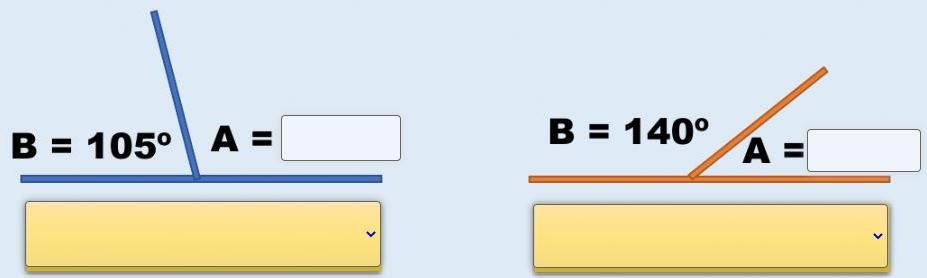 B = 105º A =
B = 140º A =